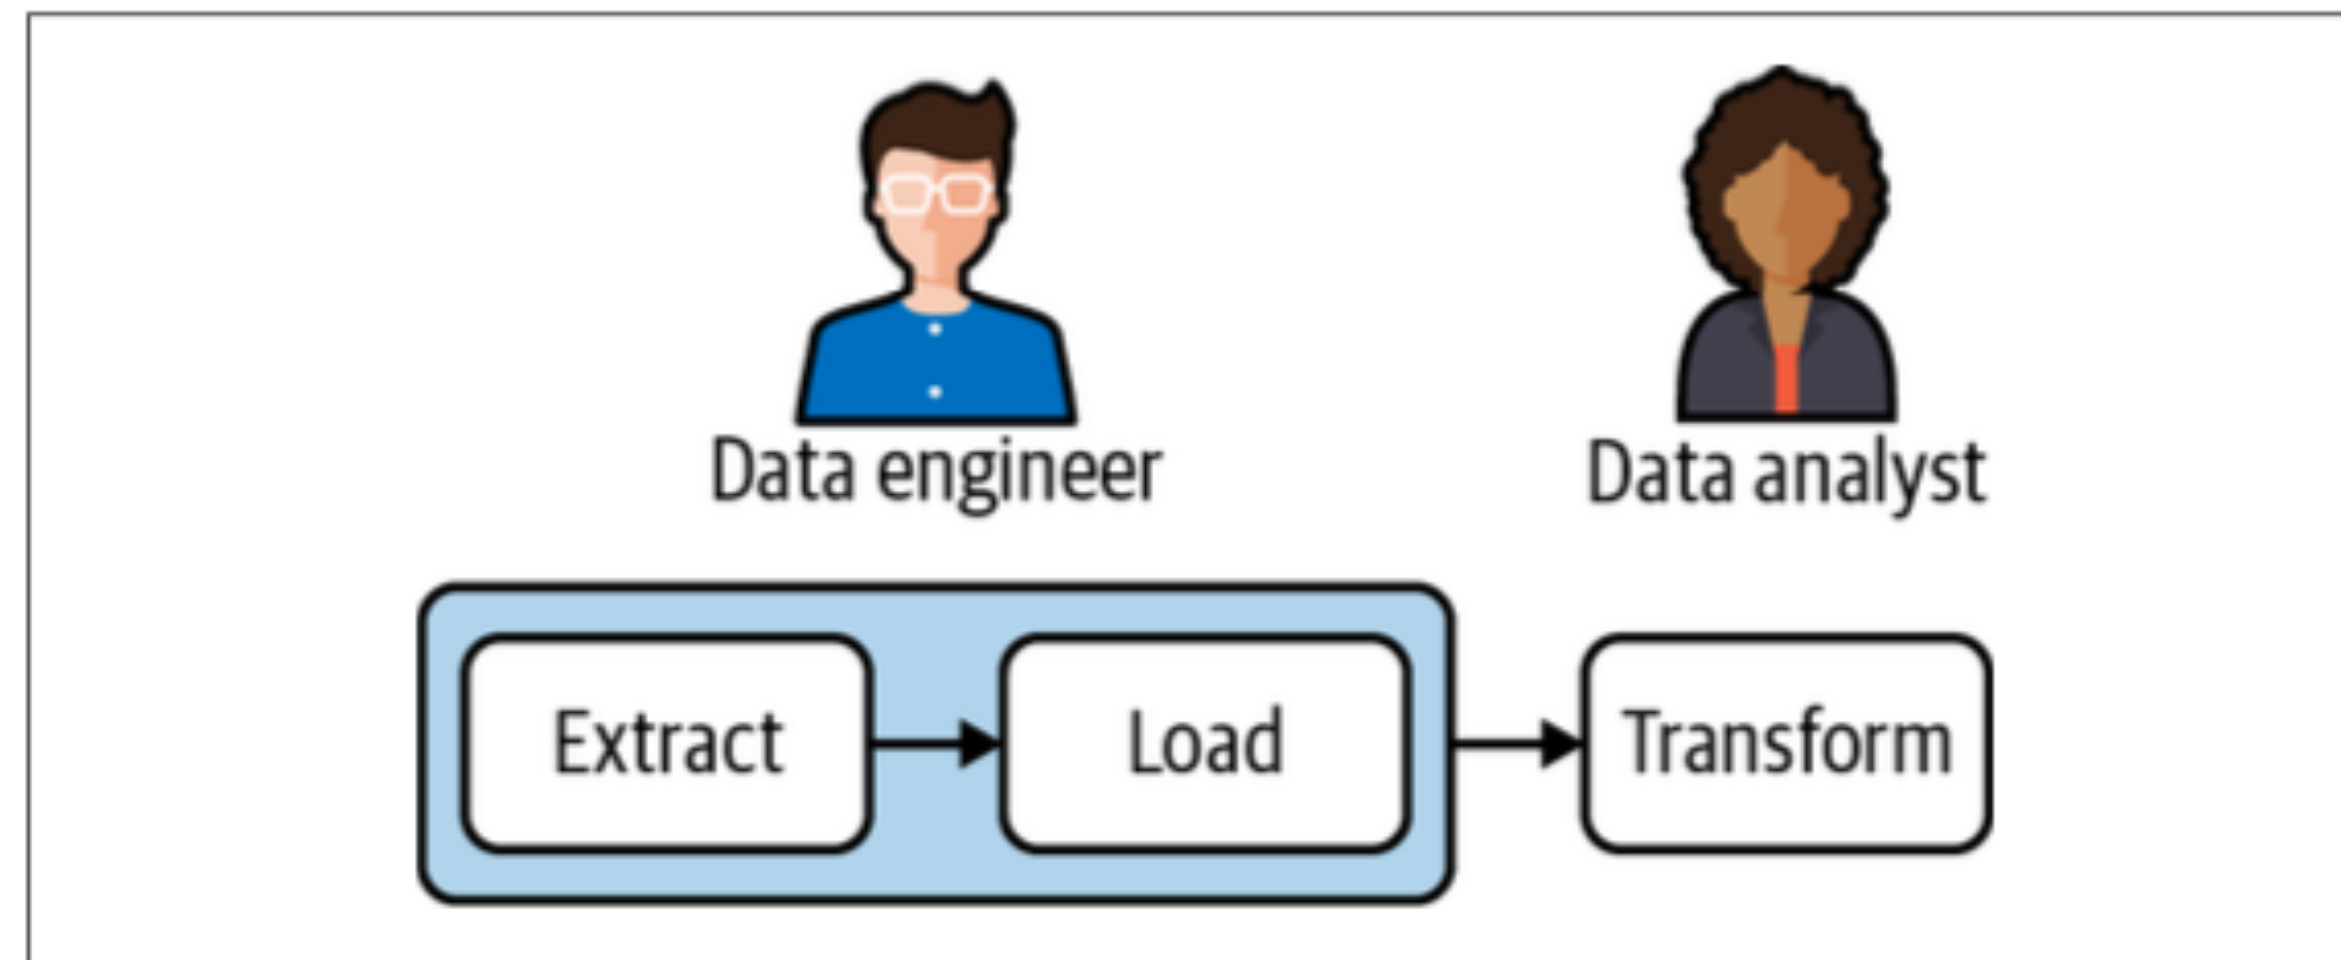 Data engineer
Data analyst
Extract
Load
Transform